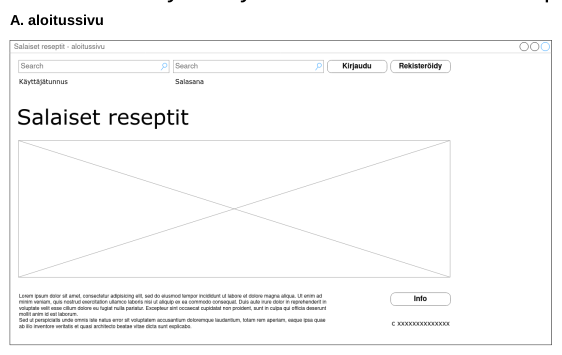 A. aloitussivu
Salaiset reseptit - aloitussivu
Search
Search
Kirjaudu
Rekisteröidy
Käyttäjätunnus
Salasana
Salaiset reseptit
Lorem ipsum dolor sit amet, consectetur adipisicing elit, sed do eiusmod tempor incididunt ut labore et dolore magna aliqua. Ut enim ad
minim veniam, quis nostrud exercitation ullamco laboris nisi ut aliquip ex ea commodo consequat. Duis aute irure dolor in reprehenderit in
voluptate velit esse cillum dolore eu fugiat nulla pariatur. Excepteur sint occaecat cupidatat non proident, sunt in culpa qui officia deserunt
mollit anim id est laborum.
Sed ut perspiciatis unde omnis iste natus error sit voluptatem accusantium doloremque laudantium, totam rem aperiam, eaque ipsa quae
ab illo inventore veritatis et quasi architecto beatae vitae dicta sunt explicabo.
Info
c xxxxxxxxxxxxxx